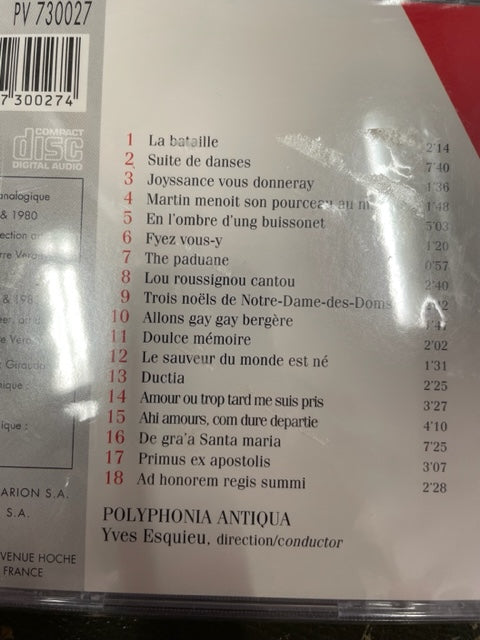 PV 730027
7 300274
COMPACT
disc
DIGITAL AUDIO
analogique
& 1980
1 La bataille 2'14
2 Suite de danses 7'40
3 Joyssance vous donneray 1'36
4 Martin menoit son pourceau au 1'48
5 En l'ombre d'ung buissonet 5'03
6 Fyez vous-y 1'20
7 The paduane 0'57
8 Lou roussignou cantou 2'40
9 Trois noëls de Notre-Dame-des-Doms
10 Allons gay gay bergère
11 Doulce mémoire 2'02
12 Le sauveur du monde est né 1'31
13 Ductia 2'25
14 Amour ou trop tard me suis pris 3'27
15 Ahi amours, com dure departie 4'10
16 De gra'a Santa maria 7'25
17 Primus ex apostolis 3'07
18 Ad honorem regis summi 2'28
ARION S.A.
S.A.
VENUE HOCHE
FRANCE
POLYPHONIA ANTIQUA
Yves Esquieu, direction/conductor